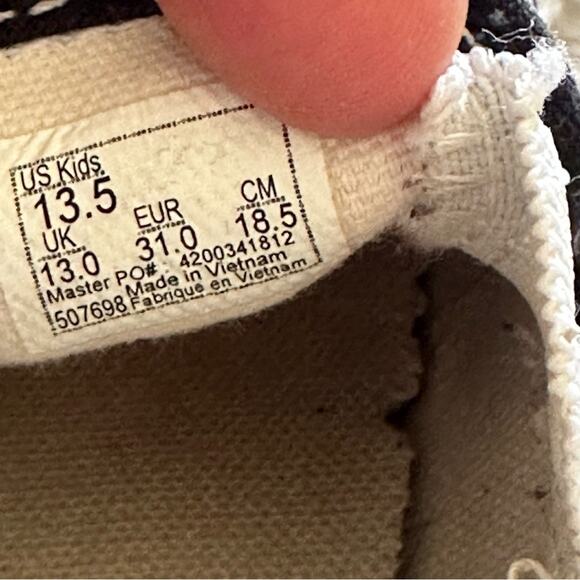 US Kids
13.5
UK EUR CM
13.0 31.0 18.5
Master PO#: 4200341812
507698 Made in Vietnam
Fabrique en Vietnam